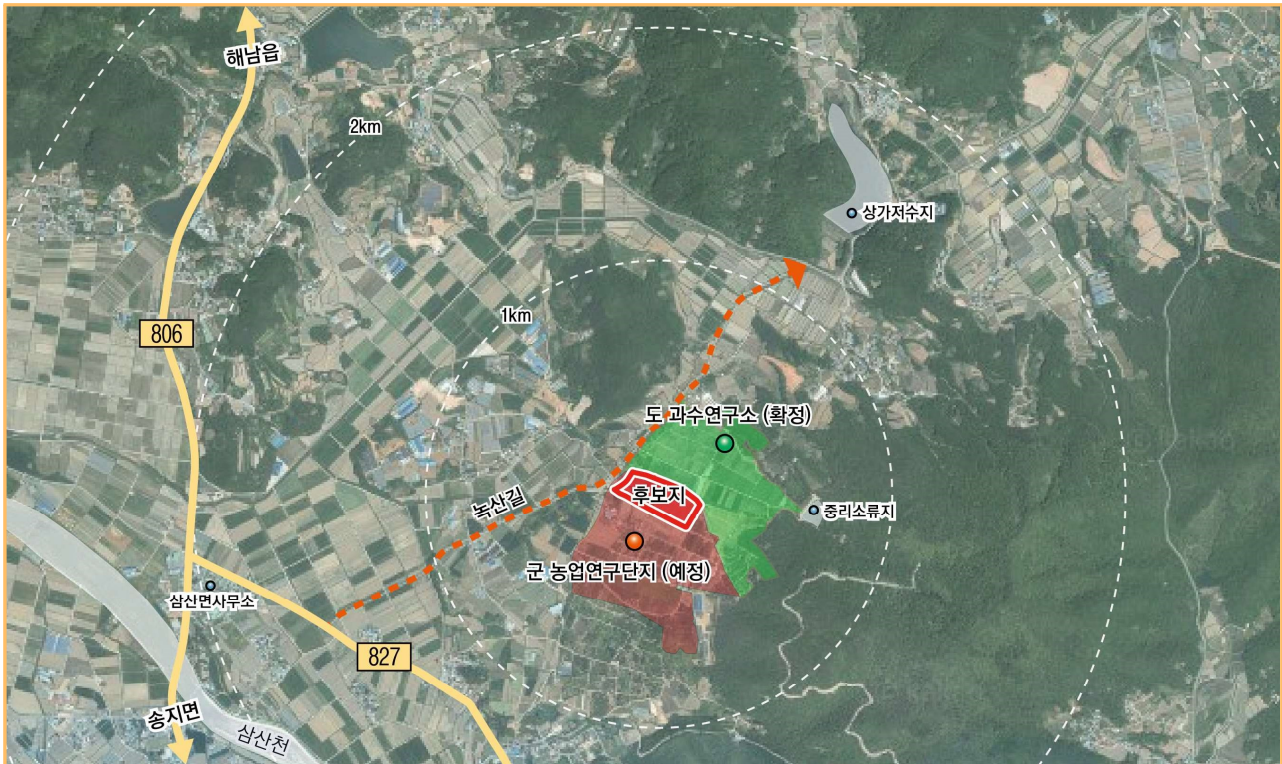 해남읍
2km
상가저수지
1km
806
도 과수연구소 (확정)
후보지
녹산길
중리소류지
군 농업연구단지 (예정)
삼산면사무소
827
송지면
삼산천